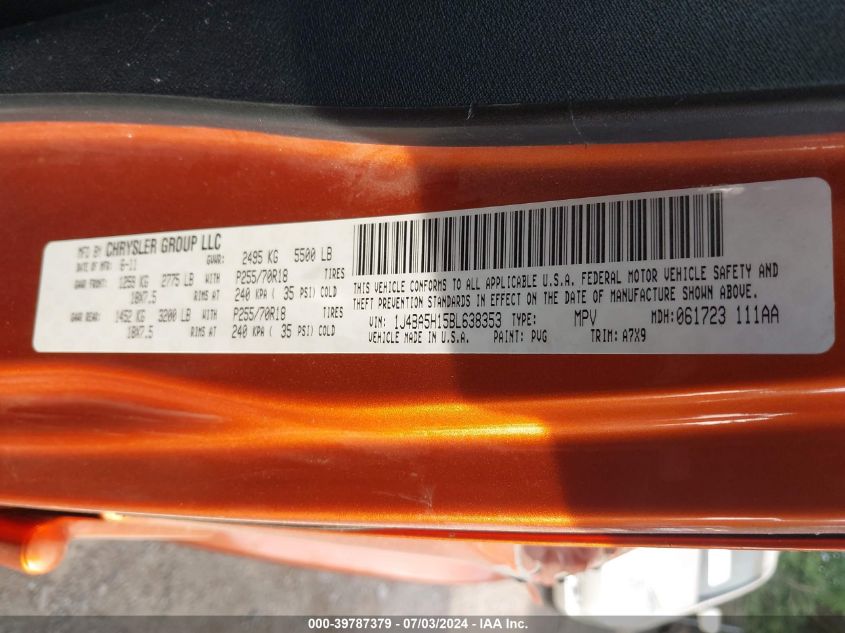 MFD BY CHRYSLER GROUP LLC
DATE OF MFR: 6-11 GVWR: 2495 KG 5500 LB
GAWR FRONT: 1259 KG 2775 LB WITH P255/70R18 TIRES
18X7.5 RIMS AT 240 KPA ( 35 PSI) COLD
GAWR REAR: 1452 KG 3200 LB WITH P255/70R18 TIRES
18X7.5 RIMS AT 240 KPA ( 35 PSI) COLD
THIS VEHICLE CONFORMS TO ALL APPLICABLE U.S.A. FEDERAL MOTOR VEHICLE SAFETY AND
THEFT PREVENTION STANDARDS IN EFFECT ON THE DATE OF MANUFACTURE SHOWN ABOVE.
VIN: 1J4BA5H15BL638353 TYPE: MPV MDH:061723 111AA
VEHICLE MADE IN U.S.A. PAINT: PVG TRIM: A7X9
000-39787379 - 07/03/2024 - IAA Inc.